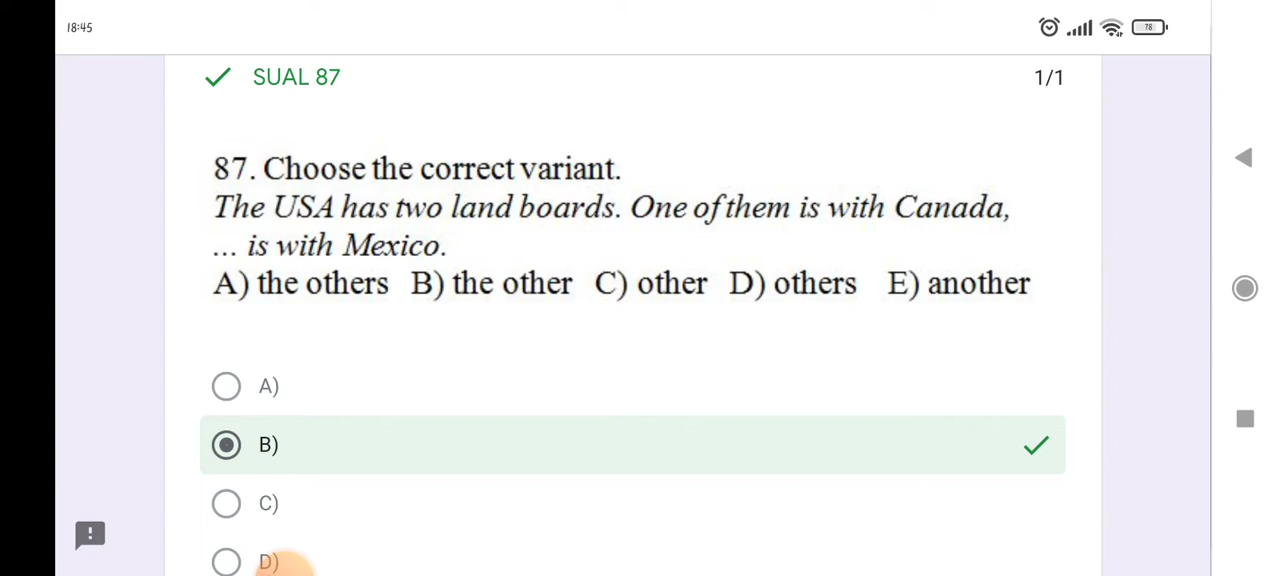 18:45
78
SUAL 87
1/1
87. Choose the correct variant.
The USA has two land boards. One of them is with Canada,
... is with Mexico.
A) the others B) the other C) other D) others E) another
A)
B)
C)
D)